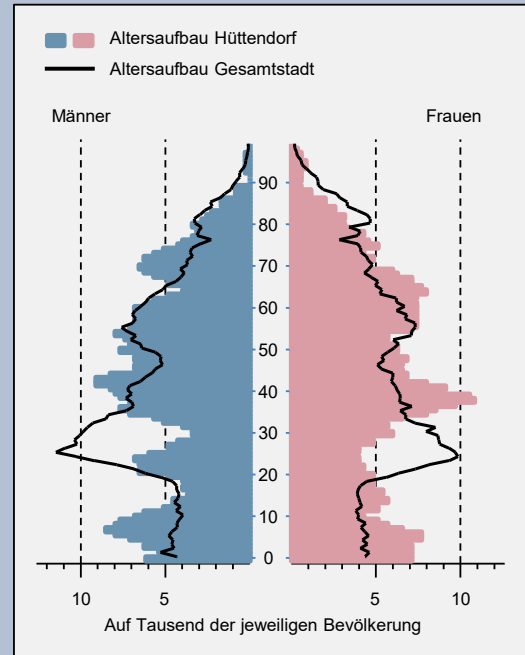 Altersaufbau Hüttendorf
Altersaufbau Gesamtstadt
Männer Frauen
90
80
70
60
50
40
30
20
10
0
10 5 5 10
Auf Tausend der jeweiligen Bevölkerung